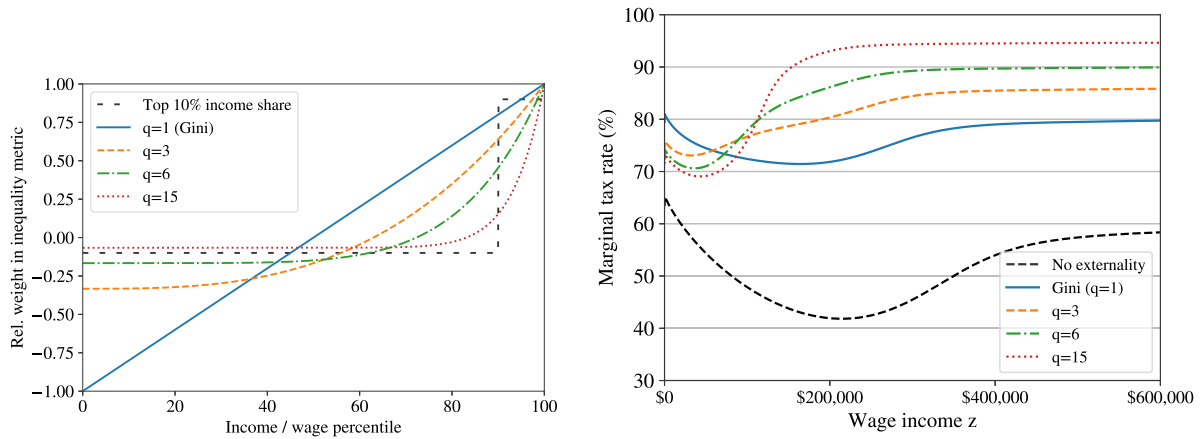 Rel. weight in inequality metric
1.00
0.75
0.50
0.25
0.00
−0.25
−0.50
−0.75
−1.00
Top 10% income share
q=1 (Gini)
q=3
q=6
q=15
0 20 40 60 80 100
Income / wage percentile
Marginal tax rate (%)
100
90
80
70
60
50
40
30
No externality
Gini (q=1)
q=3
q=6
q=15
$0 $200,000 $400,000 $600,000
Wage income z